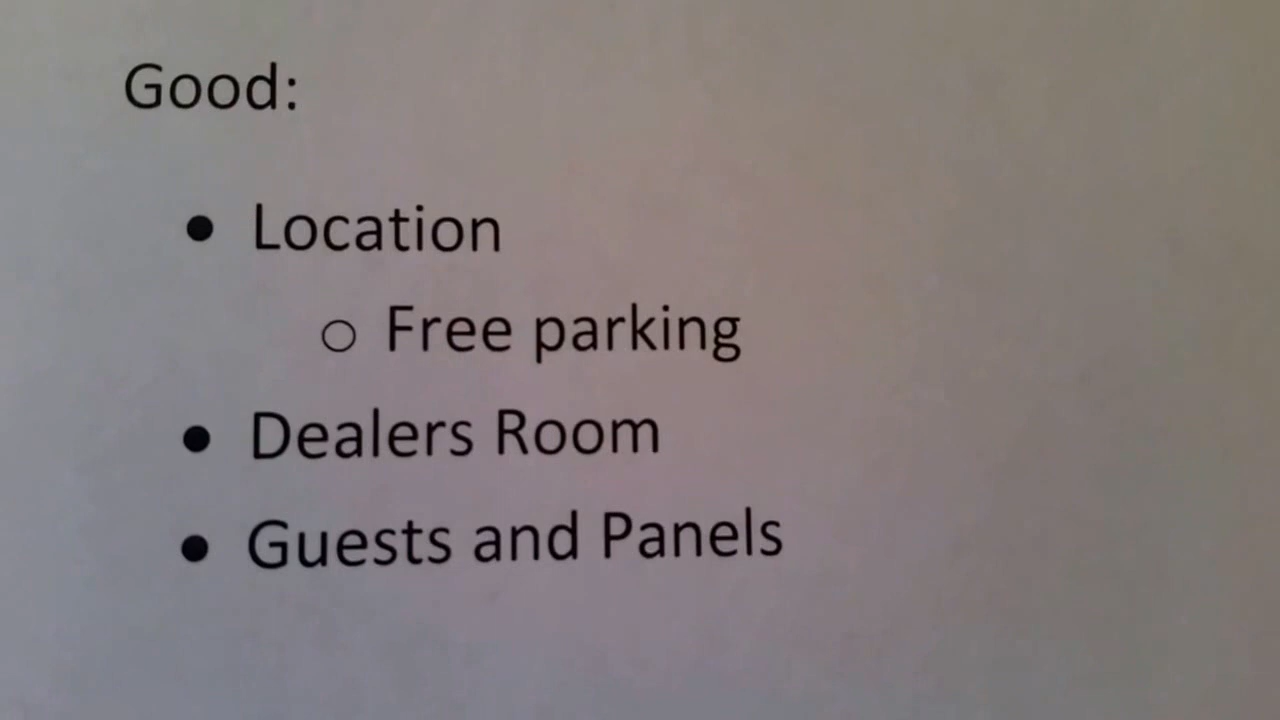 Good:
• Location
o Free parking
• Dealers Room
• Guests and Panels